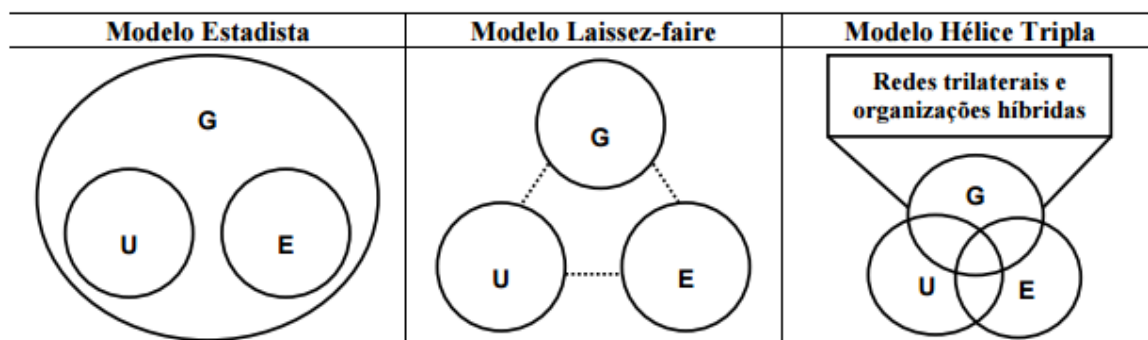 Modelo Estadista
Modelo Laissez-faire
Modelo Hélice Tripla
G
U
E
G
U
E
Redes trilaterais e
organizações híbridas
G
U
E